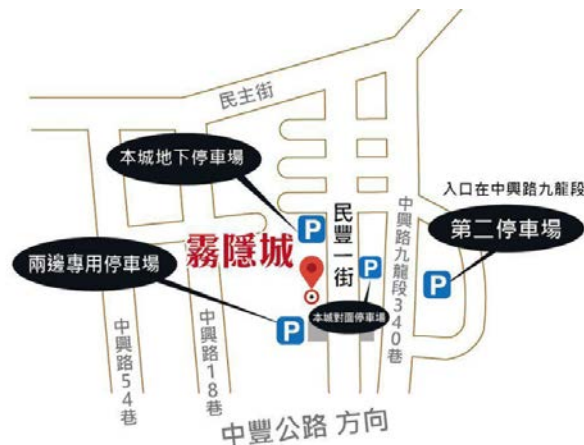 民主街
本城地下停車場
入口在中興路九龍段
第二停車場
民豐一街
霧隱城
兩邊專用停車場
本城對面停車場
中興路九龍段340巷
中興路54巷
中興路18巷
中豐公路 方向
P
P
P
P